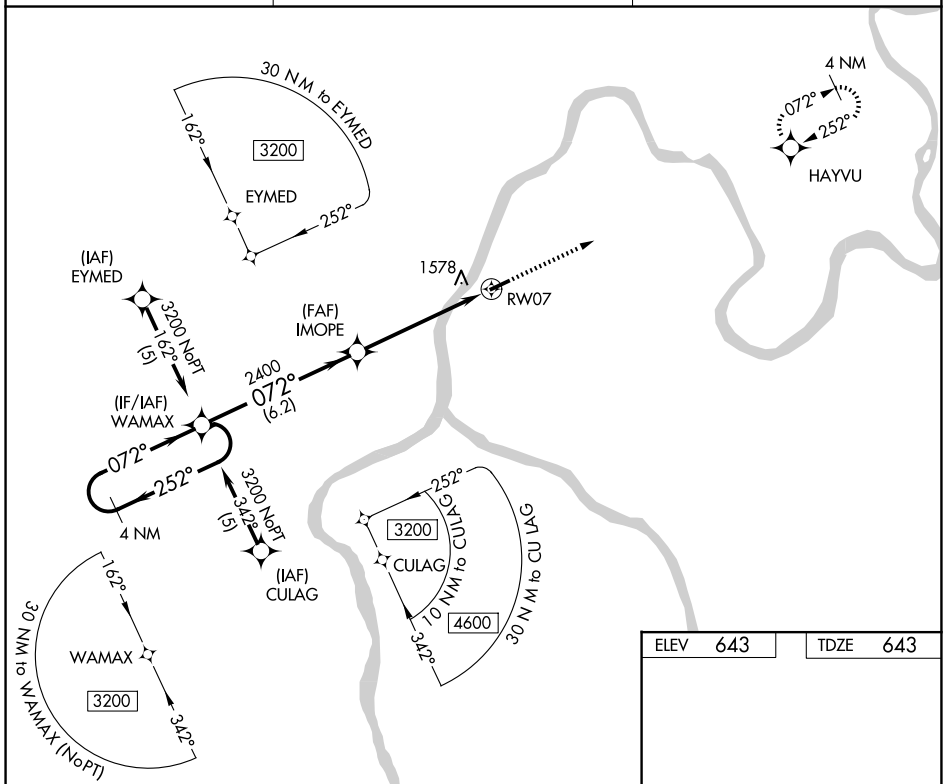 30 NM to EYMED
162°
3200
EYMED
252°
4 NM
072°
252°
HAYVU
(IAF)
EYMED
3200 NoPT
162°
(5)
1578
RW07
(FAF)
IMOPE
2400
072°
(6.2)
(IF/IAF)
WAMAX
072°
252°
4 NM
3200 NoPT
342°
(5)
(IAF)
CULAG
252°
3200
CULAG
10 NM to CULAG
4600
30 N M to CU LAG
342°
162°
WAMAX
3200
30 NM to WAMAX (NoPT)
342°
ELEV 643
TDZE 643